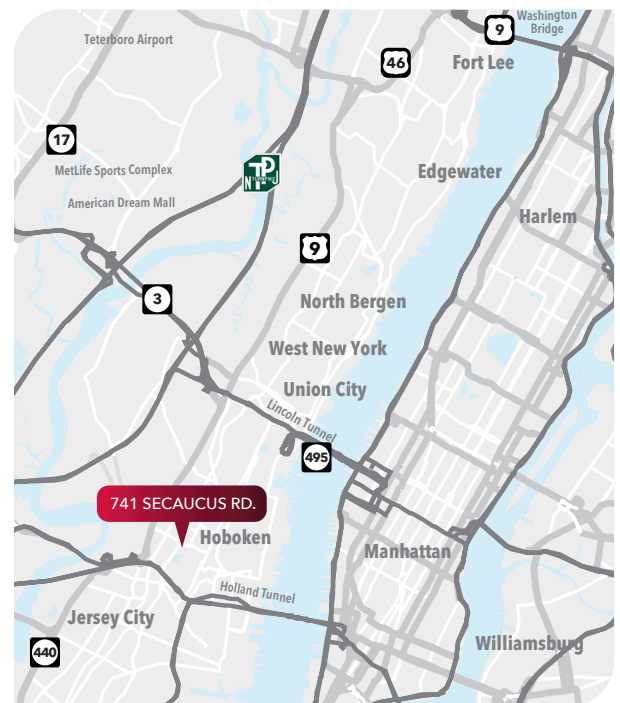 Washington
Bridge
9
Teterboro Airport
46
Fort Lee
17
MetLife Sports Complex
TP
N TURNPIKE J
Edgewater
American Dream Mall
Harlem
9
3
North Bergen
West New York
Union City
Lincoln Tunnel
495
741 SECAUCUS RD.
Hoboken
Manhattan
Holland Tunnel
Jersey City
Williamsburg
440